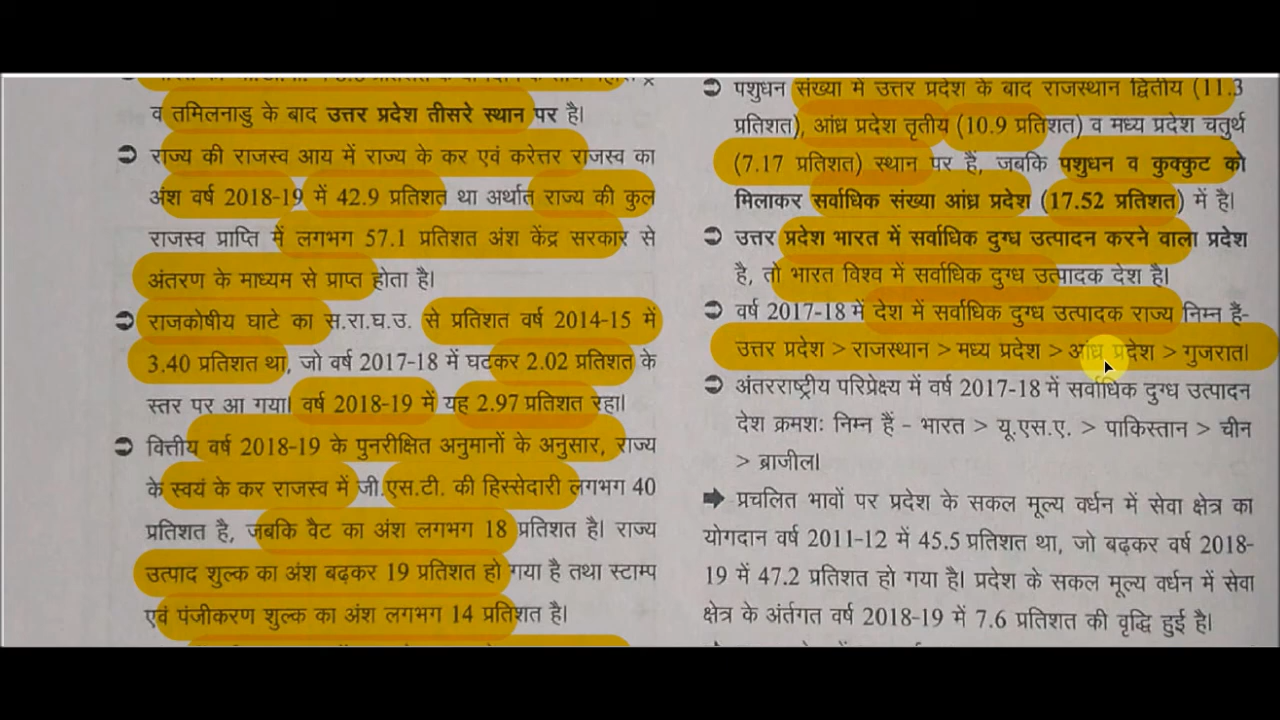 व तमिलनाडु के बाद उत्तर प्रदेश तीसरे स्थान पर है।
➲ राज्य की राजस्व आय में राज्य के कर एवं करेत्तर राजस्व का
अंश वर्ष 2018-19 में 42.9 प्रतिशत था अर्थात राज्य की कुल
राजस्व प्राप्ति में लगभग 57.1 प्रतिशत अंश केंद्र सरकार से
अंतरण के माध्यम से प्राप्त होता है।
➲ राजकोषीय घाटे का स.रा.घ.उ. से प्रतिशत वर्ष 2014-15 में
3.40 प्रतिशत था, जो वर्ष 2017-18 में घटकर 2.02 प्रतिशत के
स्तर पर आ गया। वर्ष 2018-19 में यह 2.97 प्रतिशत रहा।
➲ वित्तीय वर्ष 2018-19 के पुनरीक्षित अनुमानों के अनुसार, राज्य
के स्वयं के कर राजस्व में जी.एस.टी. की हिस्सेदारी लगभग 40
प्रतिशत है, जबकि वैट का अंश लगभग 18 प्रतिशत है। राज्य
उत्पाद शुल्क का अंश बढ़कर 19 प्रतिशत हो गया है तथा स्टाम्प
एवं पंजीकरण शुल्क का अंश लगभग 14 प्रतिशत है।
➲ पशुधन संख्या में उत्तर प्रदेश के बाद राजस्थान द्वितीय (11.3
प्रतिशत), आंध्र प्रदेश तृतीय (10.9 प्रतिशत) व मध्य प्रदेश चतुर्थ
(7.17 प्रतिशत) स्थान पर हैं, जबकि पशुधन व कुक्कुट को
मिलाकर सर्वाधिक संख्या आंध्र प्रदेश (17.52 प्रतिशत) में है।
➲ उत्तर प्रदेश भारत में सर्वाधिक दुग्ध उत्पादन करने वाला प्रदेश
है, तो भारत विश्व में सर्वाधिक दुग्ध उत्पादक देश है।
➲ वर्ष 2017-18 में देश में सर्वाधिक दुग्ध उत्पादक राज्य निम्न हैं-
उत्तर प्रदेश > राजस्थान > मध्य प्रदेश > आंध्र प्रदेश > गुजरात।
➲ अंतरराष्ट्रीय परिप्रेक्ष्य में वर्ष 2017-18 में सर्वाधिक दुग्ध उत्पादन
देश क्रमशः निम्न हैं - भारत > यू.एस.ए. > पाकिस्तान > चीन
> ब्राजील।
➡ प्रचलित भावों पर प्रदेश के सकल मूल्य वर्धन में सेवा क्षेत्र का
योगदान वर्ष 2011-12 में 45.5 प्रतिशत था, जो बढ़कर वर्ष 2018-
19 में 47.2 प्रतिशत हो गया है। प्रदेश के सकल मूल्य वर्धन में सेवा
क्षेत्र के अंर्तगत वर्ष 2018-19 में 7.6 प्रतिशत की वृद्धि हुई है।